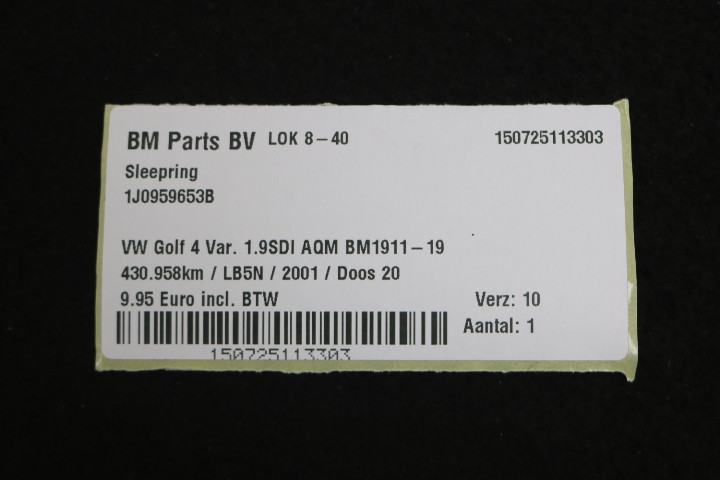 BM Parts BV LOK 8-40 150725113303
Sleepring
1J0959653B
VW Golf 4 Var. 1.9SDI AQM BM1911-19
430.958km / LB5N / 2001 / Doos 20
9.95 Euro incl. BTW Verz: 10
Aantal: 1
150725113303